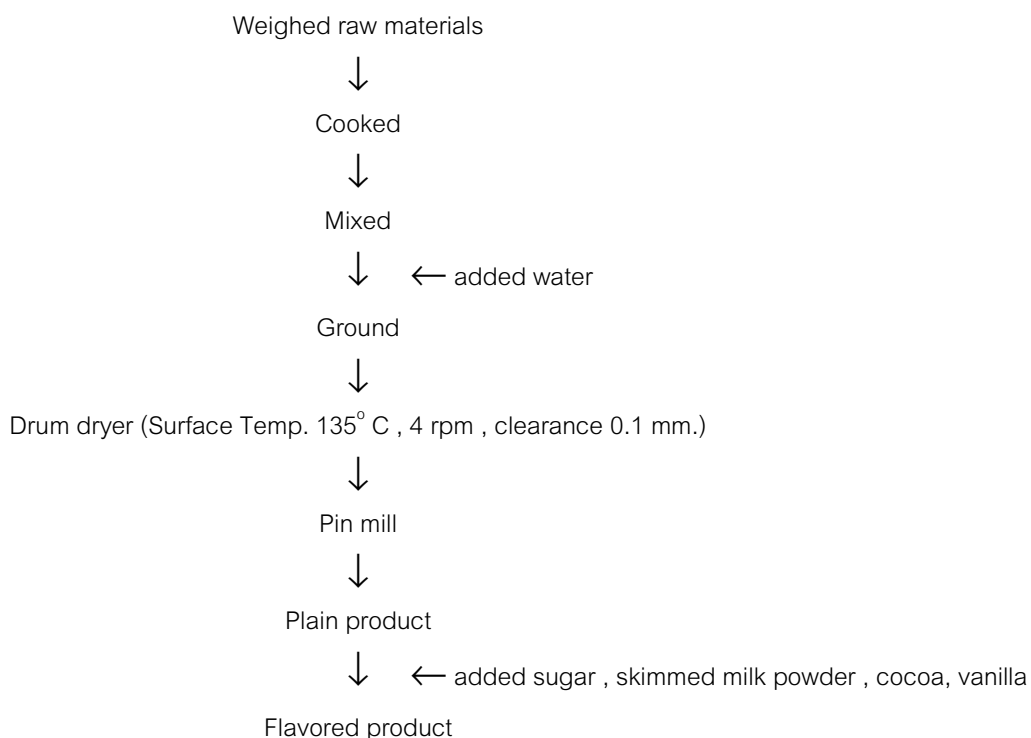 Weighed raw materials
↓
Cooked
↓
Mixed
↓ ← added water
Ground
↓
Drum dryer (Surface Temp. 135° C , 4 rpm , clearance 0.1 mm.)
↓
Pin mill
↓
Plain product
↓ ← added sugar , skimmed milk powder , cocoa, vanilla
Flavored product